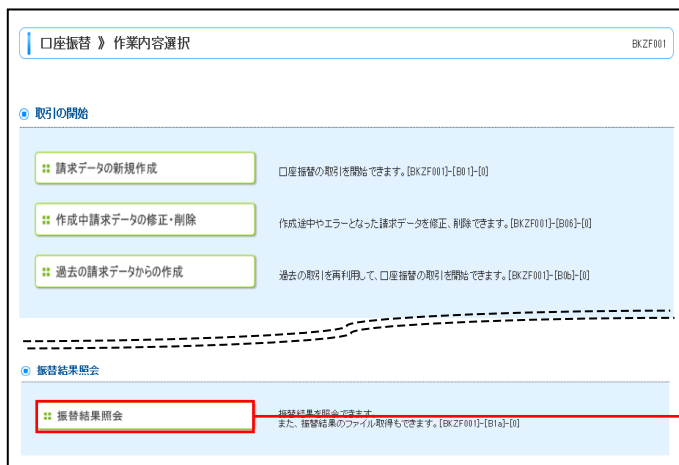 口座振替 》 作業内容選択
BKZF001
取引の開始
請求データの新規作成
口座振替の取引を開始できます。[BKZF001]-[B01]-[0]
作成中請求データの修正・削除
作成途中やエラーとなった請求データを修正、削除できます。[BKZF001]-[B06]-[0]
過去の請求データからの作成
過去の取引を再利用して、口座振替の取引を開始できます。[BKZF001]-[B0b]-[0]
振替結果照会
振替結果照会
振替結果を照会できます。
また、振替結果のファイル取得もできます。[BKZF001]-[B1a]-[0]